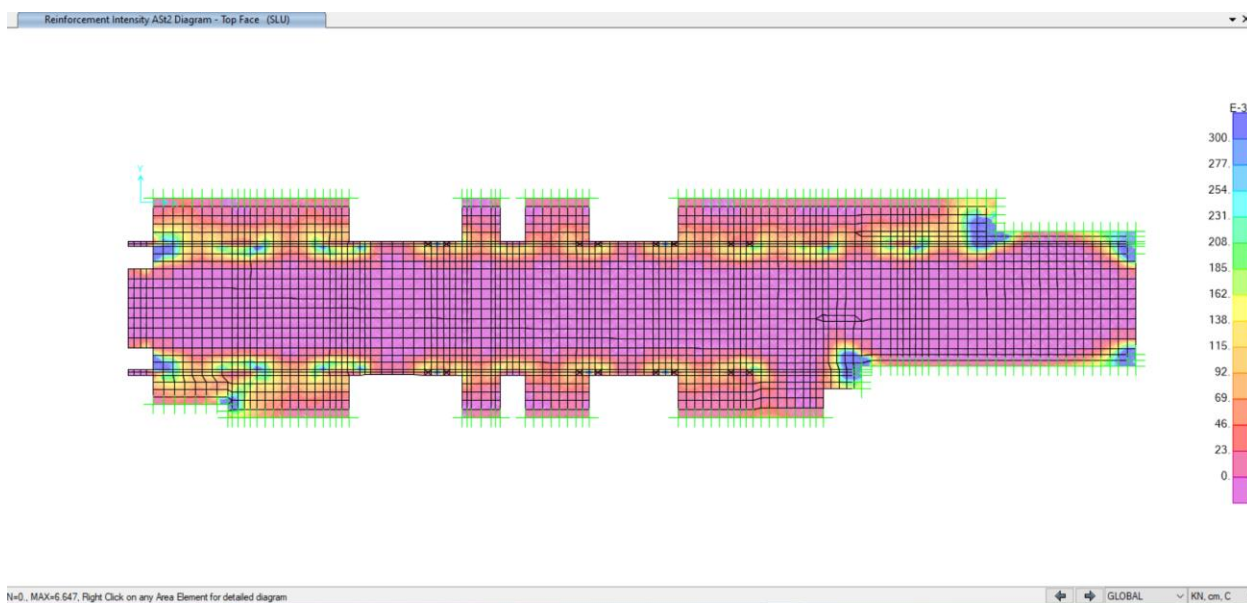 Reinforcement Intensity ASt2 Diagram - Top Face (SLU)
E-3
300.
277.
254.
231.
208.
185.
162.
138.
115.
92.
69.
46.
23.
0.
Y
N=0., MAX=6.647, Right Click on any Area Element for detailed diagram
GLOBAL
KN, cm, C